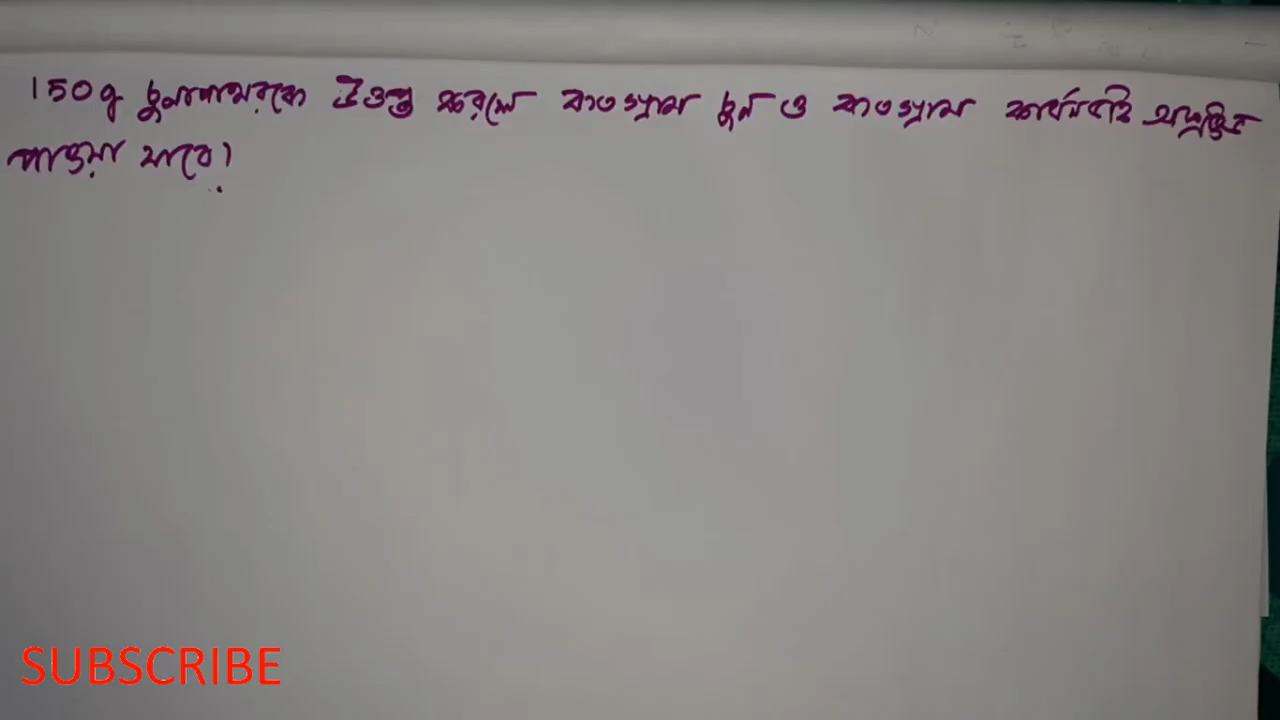 150g চুনাপাথরকে উত্তপ্ত করলে কতগ্রাম চুন ও কতগ্রাম কার্বনডাই অক্সাইড
পাওয়া যাবে।
SUBSCRIBE